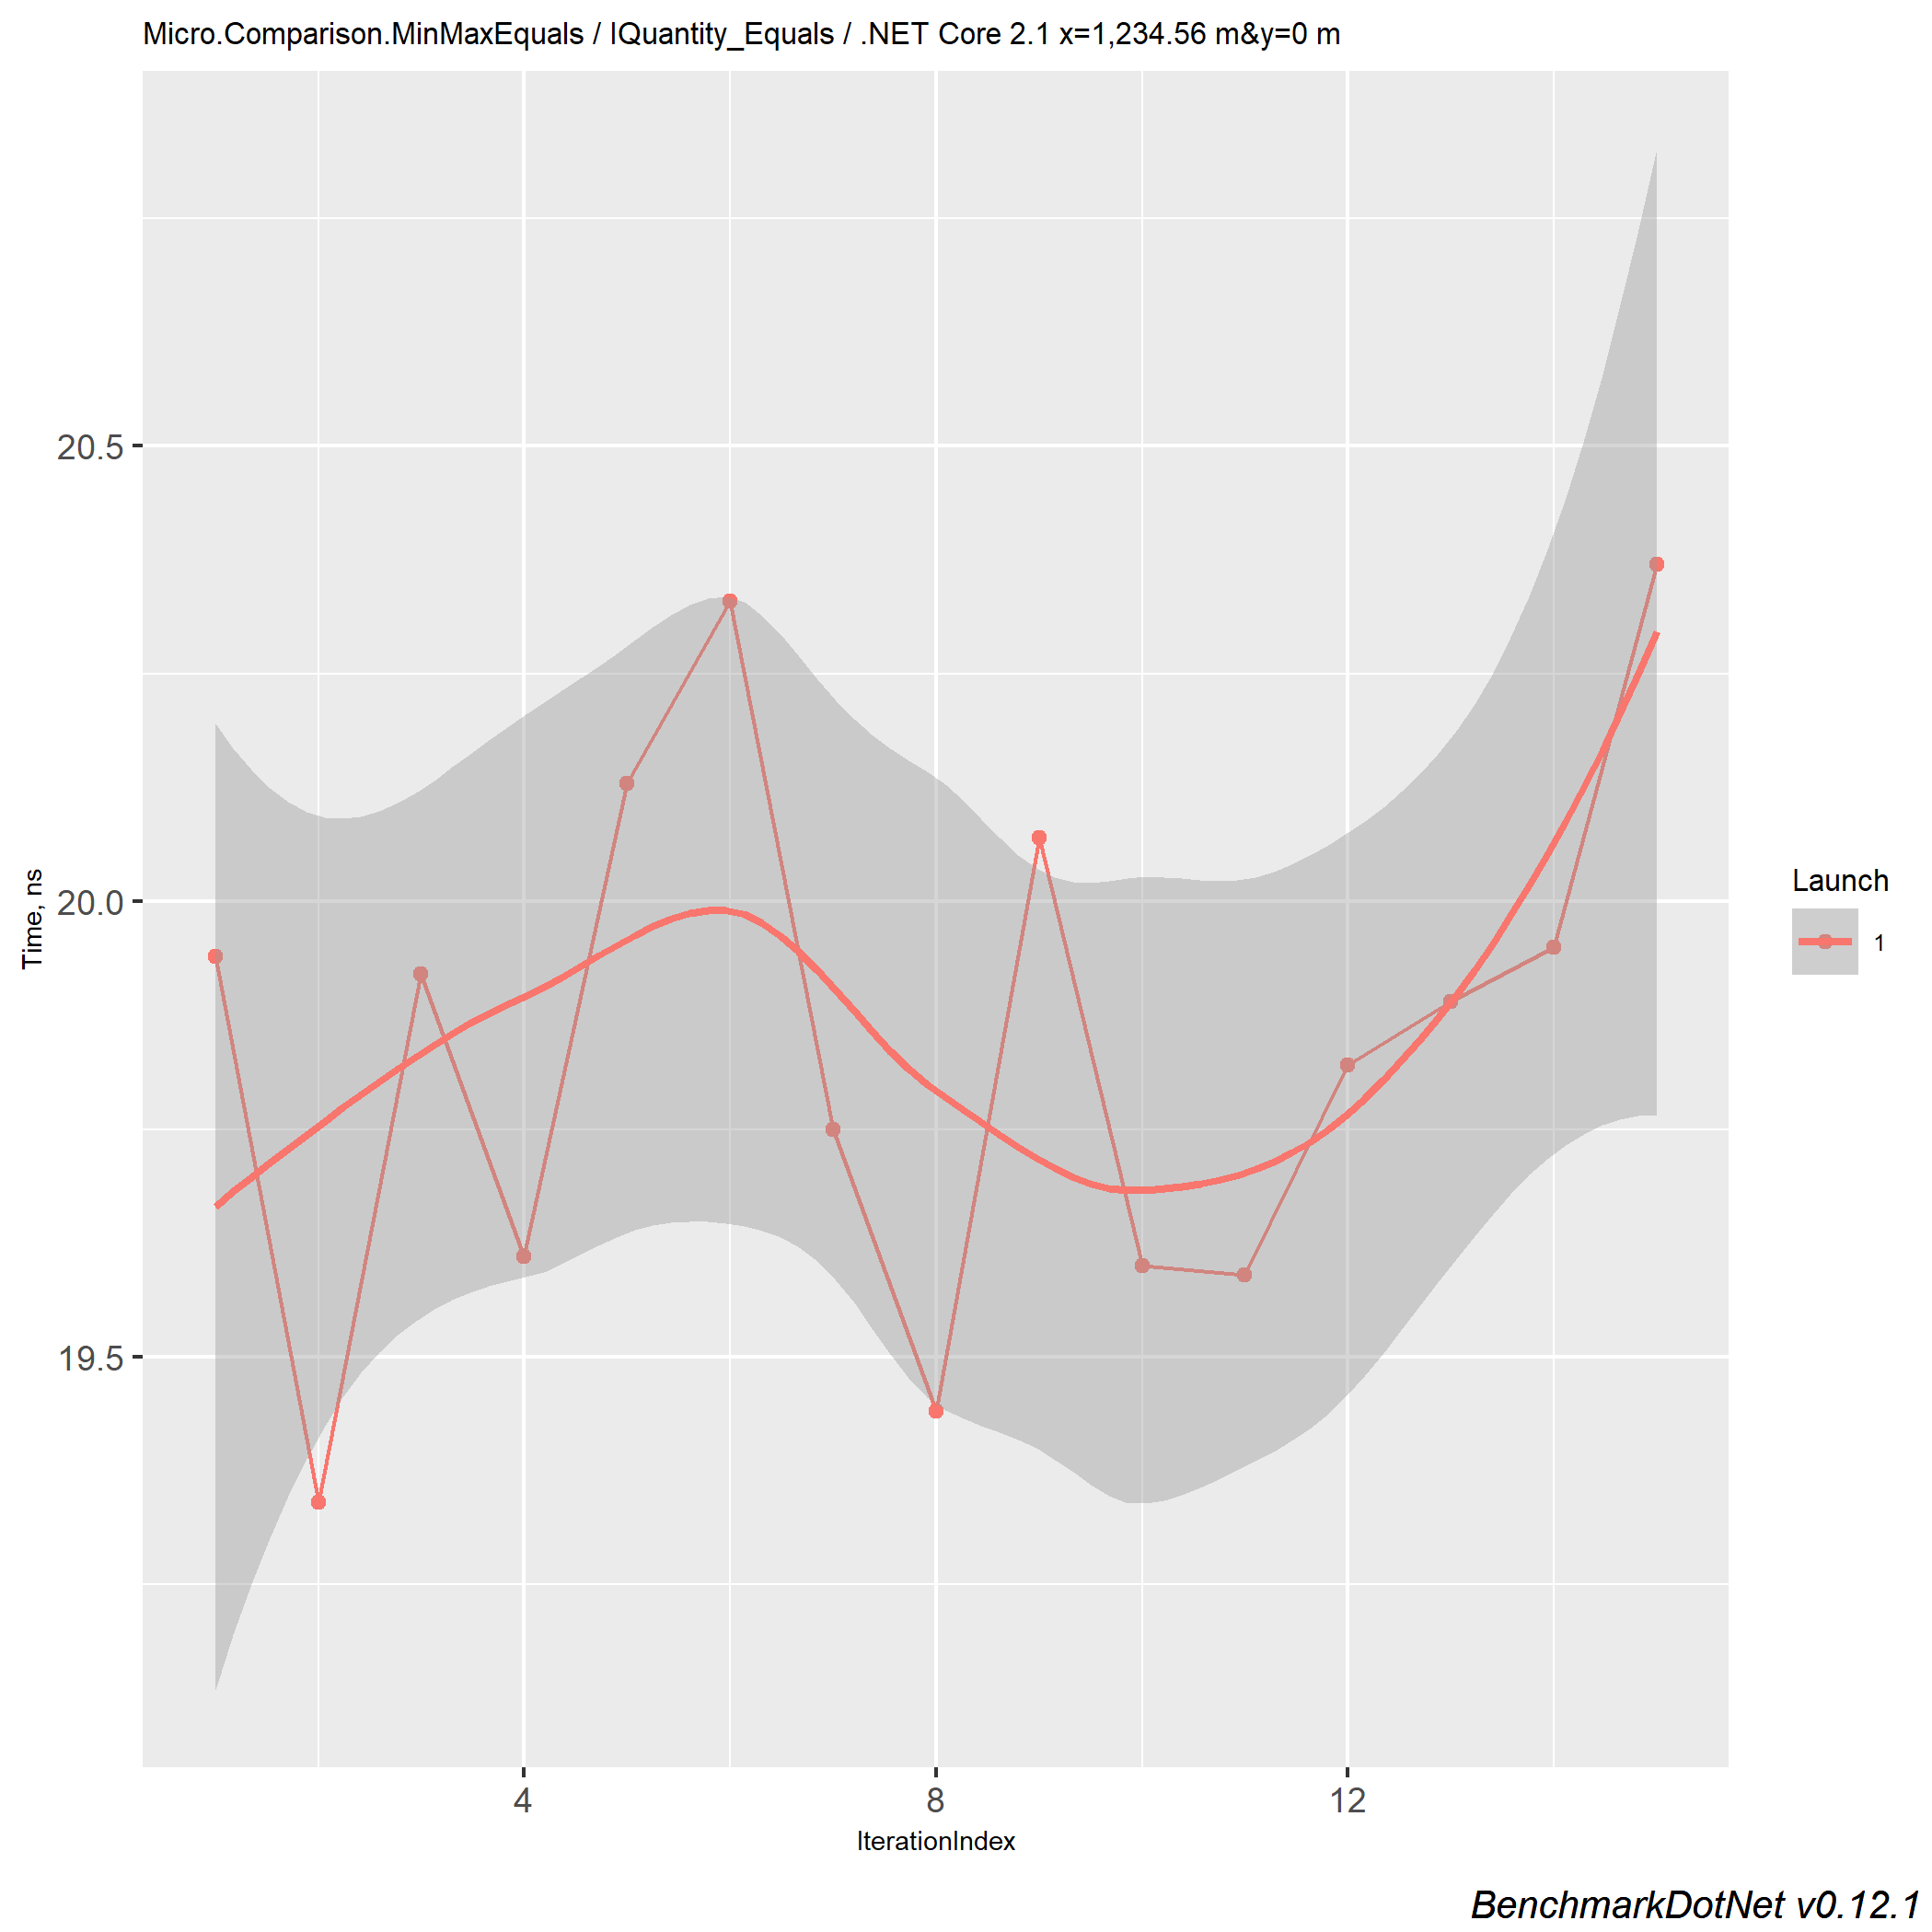 Micro.Comparison.MinMaxEquals / IQuantity_Equals / .NET Core 2.1 x=1,234.56 m&y=0 m
20.5
20.0
19.5
Time, ns
Launch
1
4 8 12
IterationIndex
BenchmarkDotNet v0.12.1